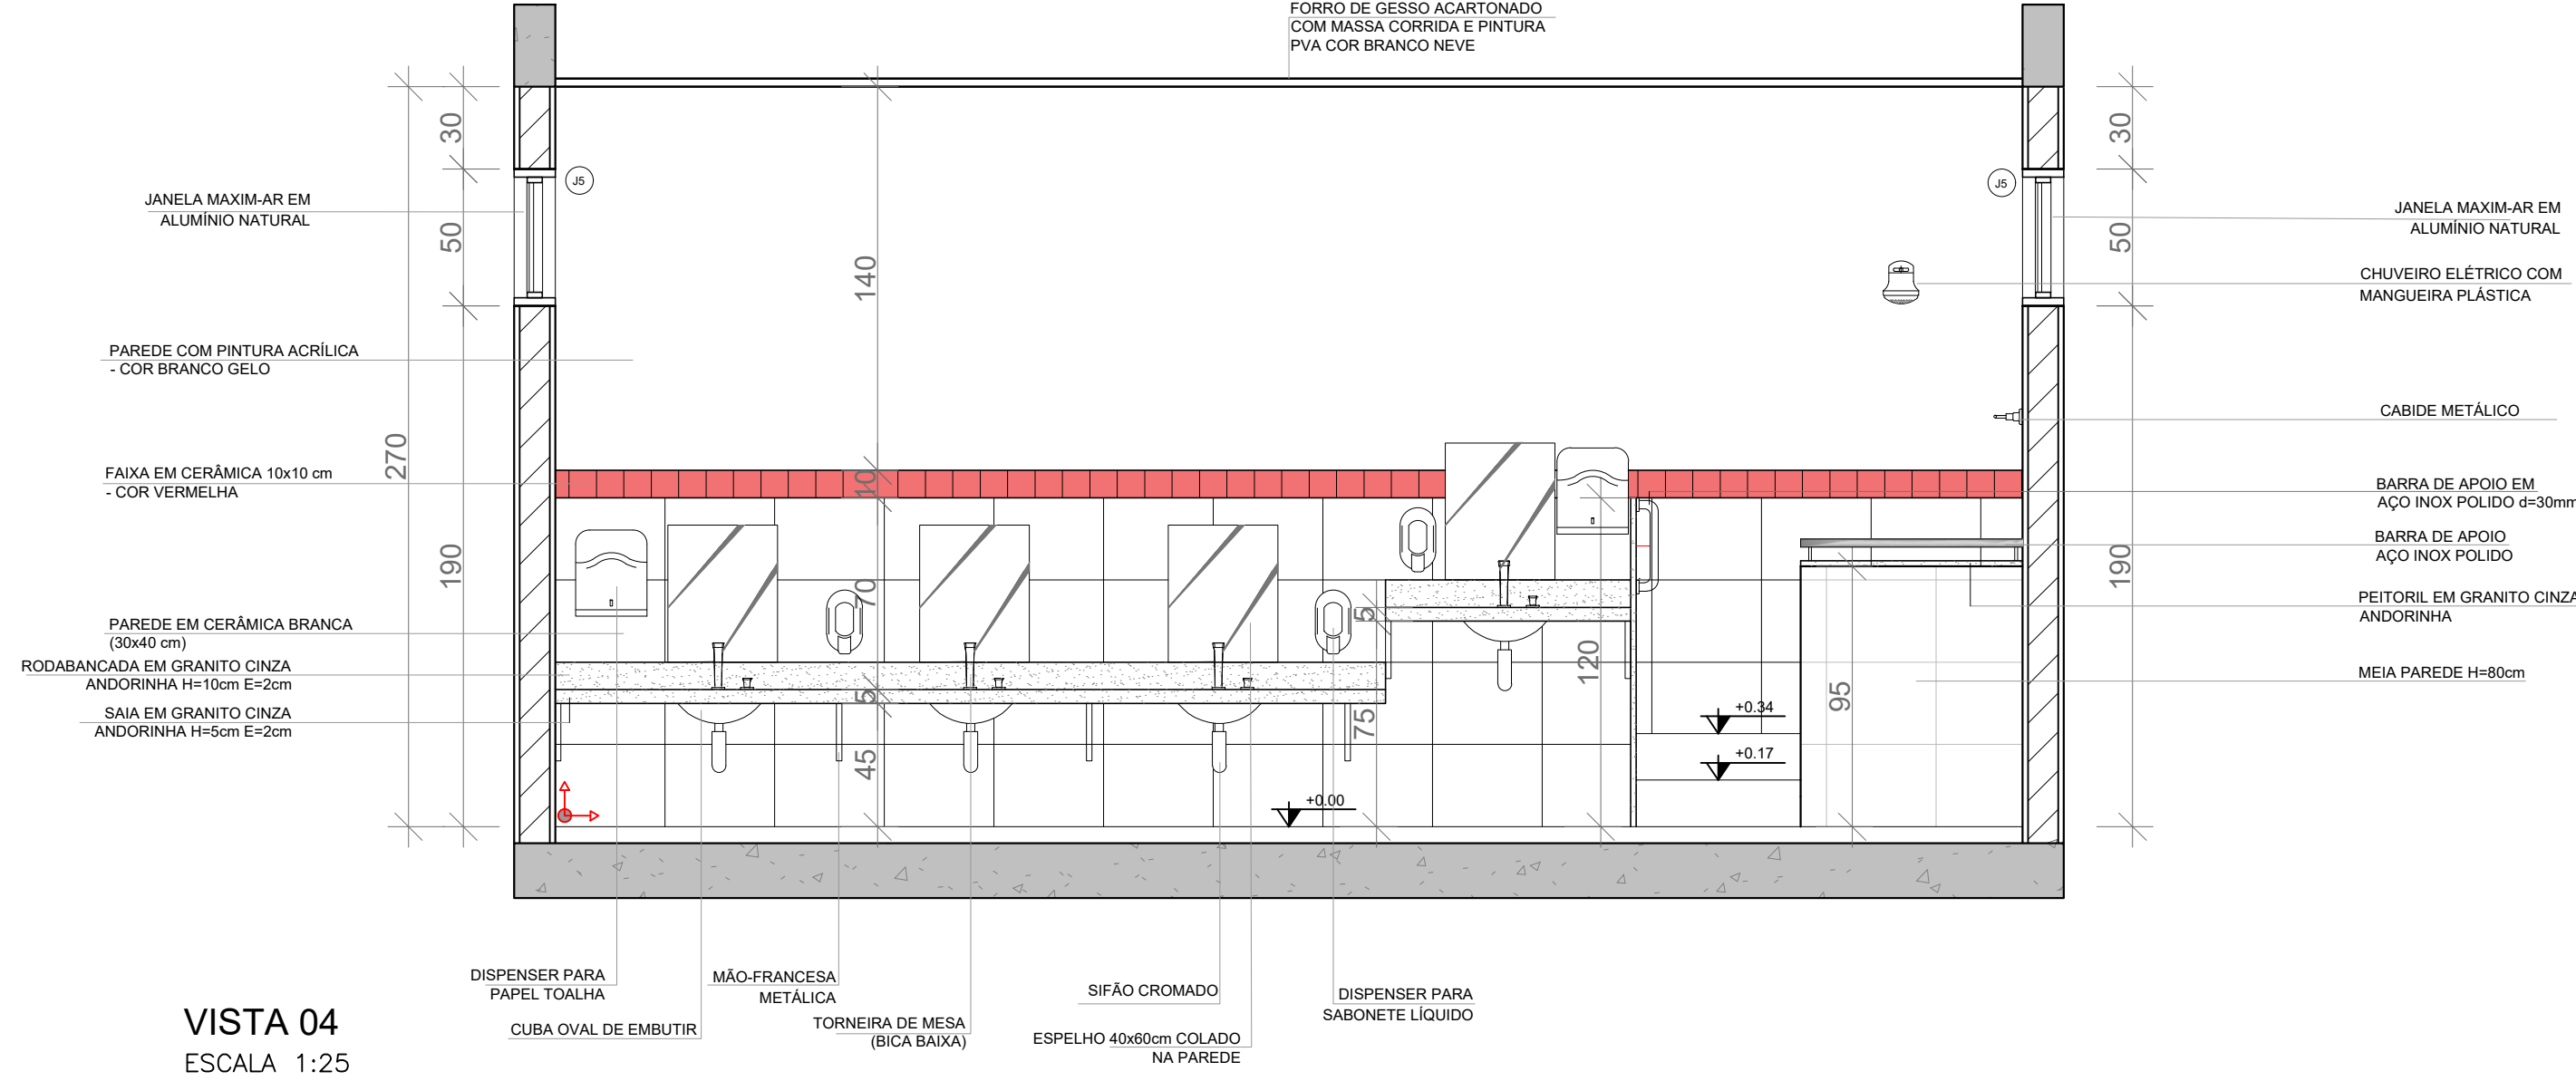 FORRO DE GESSO ACARTONADO
COM MASSA CORRIDA E PINTURA
PVA COR BRANCO NEVE
30
30
J5
J5
JANELA MAXIM-AR EM
ALUMÍNIO NATURAL
50
140
50
JANELA MAXIM-AR EM
ALUMÍNIO NATURAL
CHUVEIRO ELÉTRICO COM
MANGUEIRA PLÁSTICA
PAREDE COM PINTURA ACRÍLICA
- COR BRANCO GELO
CABIDE METÁLICO
270
FAIXA EM CERÂMICA 10x10 cm
- COR VERMELHA
10
BARRA DE APOIO EM
AÇO INOX POLIDO d=30mm
BARRA DE APOIO
AÇO INOX POLIDO
190
70
5
190
PEITORIL EM GRANITO CINZA
ANDORINHA
PAREDE EM CERÂMICA BRANCA
(30x40 cm)
RODABANCADA EM GRANITO CINZA
ANDORINHA H=10cm E=2cm
120
MEIA PAREDE H=80cm
SAIA EM GRANITO CINZA
ANDORINHA H=5cm E=2cm
5
75
95
+0.34
+0.17
45
+0.00
DISPENSER PARA
PAPEL TOALHA
MÃO-FRANCESA
METÁLICA
SIFÃO CROMADO
DISPENSER PARA
SABONETE LÍQUIDO
CUBA OVAL DE EMBUTIR
TORNEIRA DE MESA
(BICA BAIXA)
ESPELHO 40x60cm COLADO
NA PAREDE
VISTA 04
ESCALA 1:25